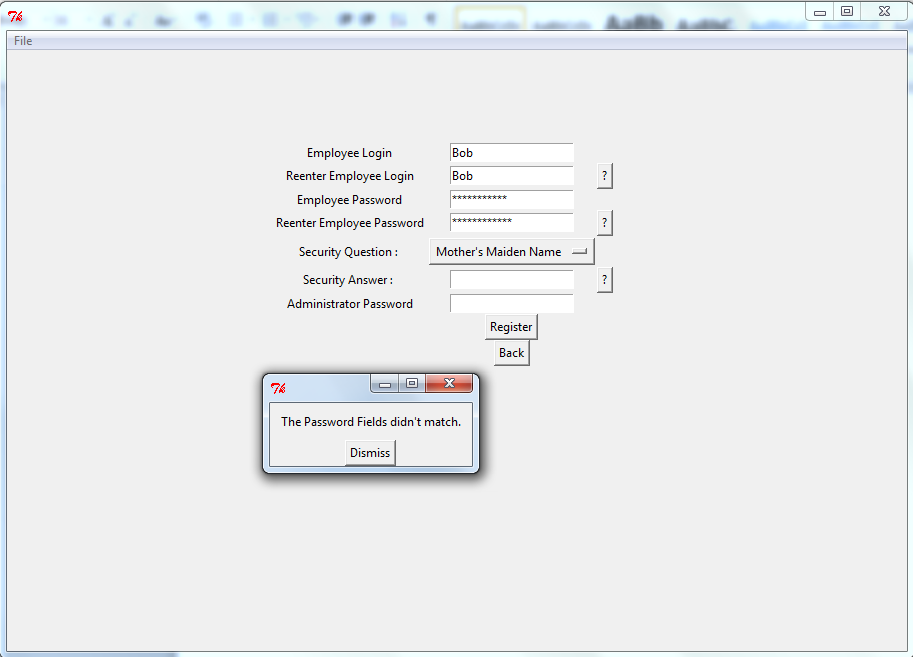 File
Employee Login Bob
Reenter Employee Login Bob ?
Employee Password ***********
Reenter Employee Password ************ ?
Security Question : Mother's Maiden Name
Security Answer : ?
Administrator Password
Register
Back
The Password Fields didn't match.
Dismiss